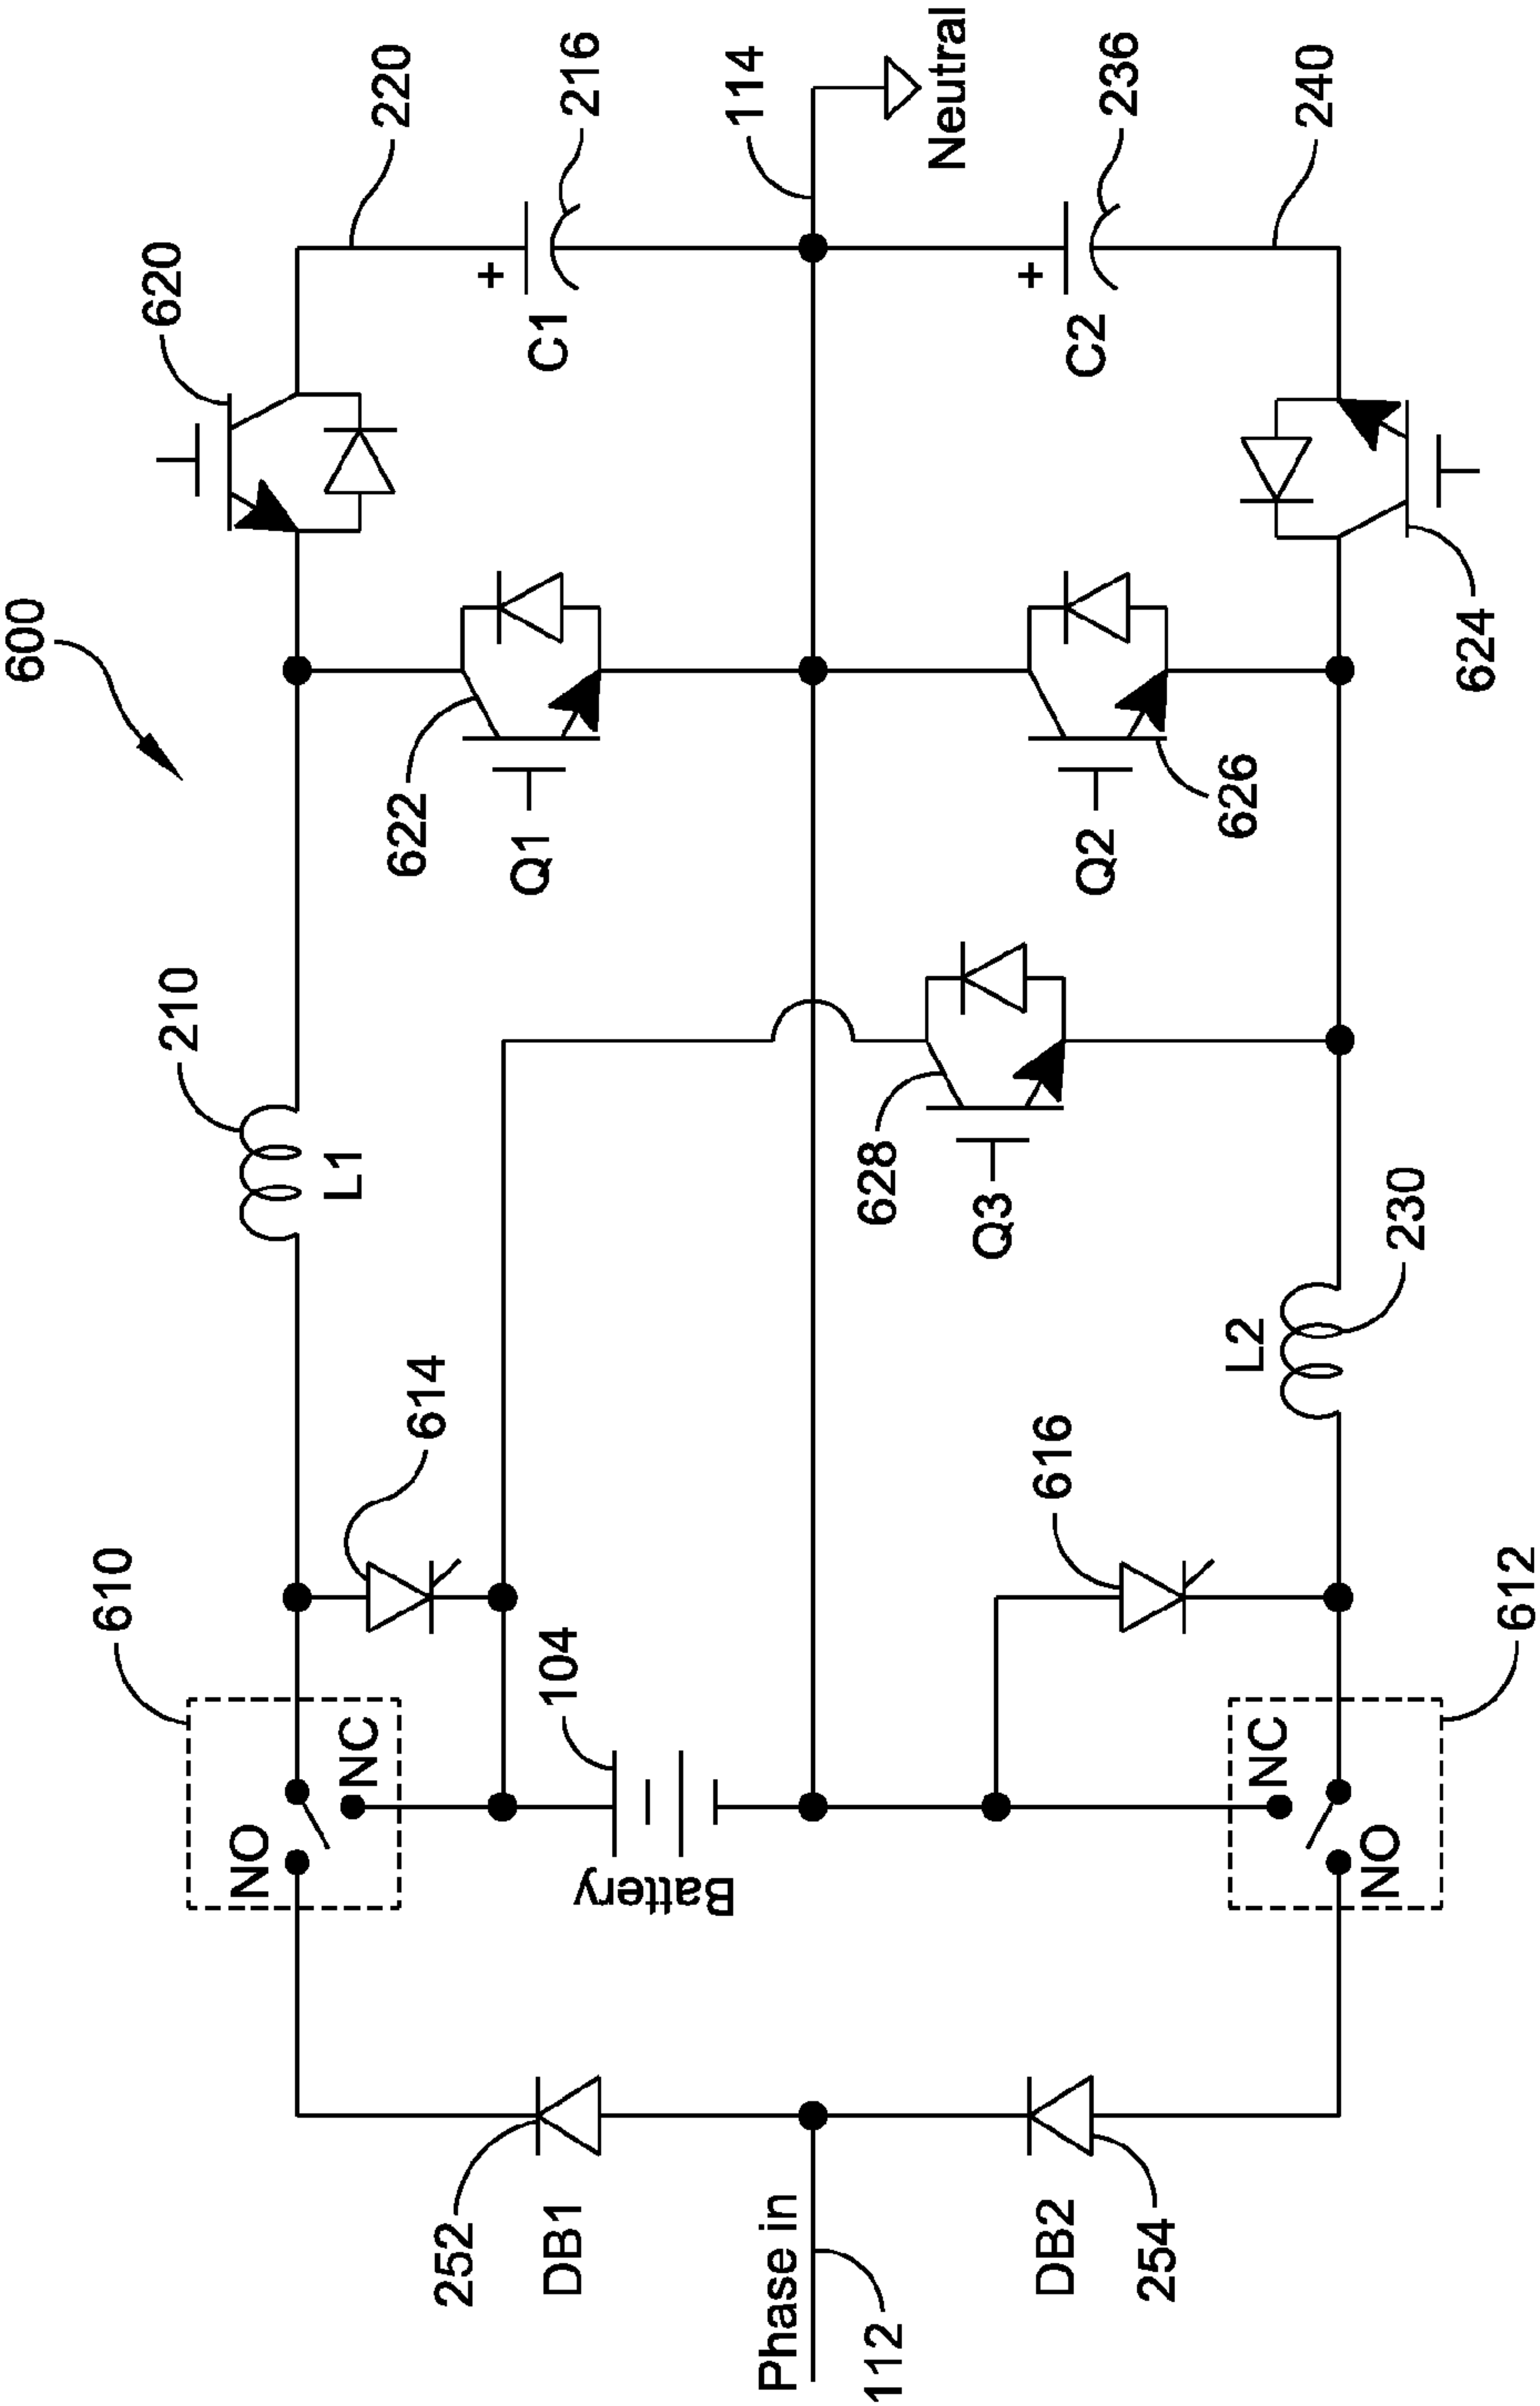 600
620
220
216
+
C1
210
L1
622
Q1
114
Neutral
610
NO
NC
614
104
Battery
628
Q3
+
C2
236
240
Q2
626
624
252
DB1
Phase in
112
DB2
254
616
L2
230
NC
NO
612